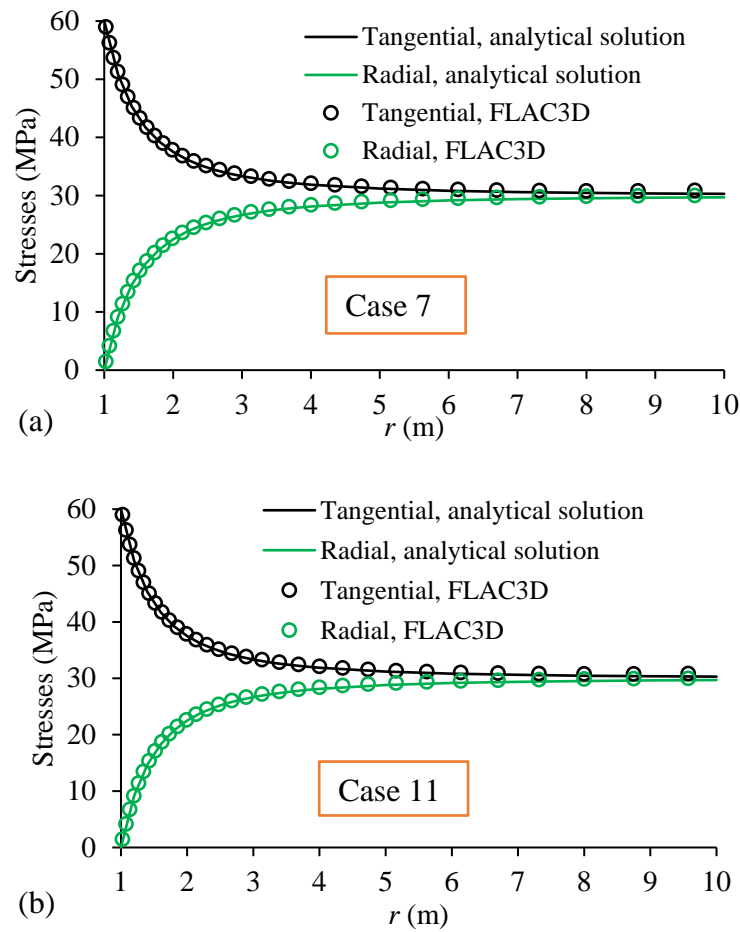 60
50
40
30
20
10
0
Stresses (MPa)
Tangential, analytical solution
Radial, analytical solution
Tangential, FLAC3D
Radial, FLAC3D
Case 7
1 2 3 4 5 6 7 8 9 10
r (m)
(a)
60
50
40
30
20
10
0
Stresses (MPa)
Tangential, analytical solution
Radial, analytical solution
Tangential, FLAC3D
Radial, FLAC3D
Case 11
1 2 3 4 5 6 7 8 9 10
r (m)
(b)